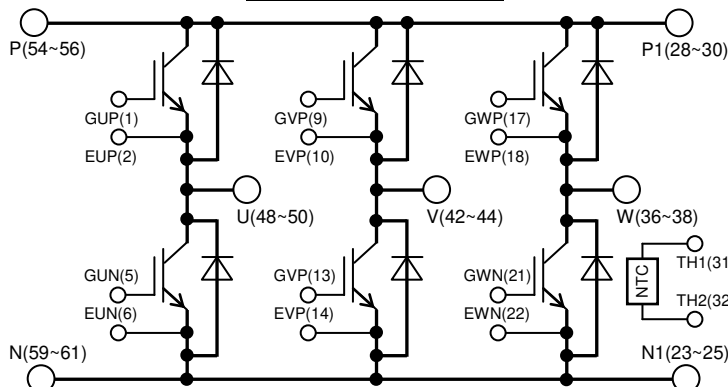 P(54~56)
P1(28~30)
GUP(1)
GVP(9)
GWP(17)
EUP(2)
EVP(10)
EWP(18)
U(48~50)
V(42~44)
W(36~38)
NTC
TH1(31
GUN(5)
GVP(13)
GWN(21)
TH2(32
EUN(6)
EVP(14)
EWN(22)
N(59~61)
N1(23~25)